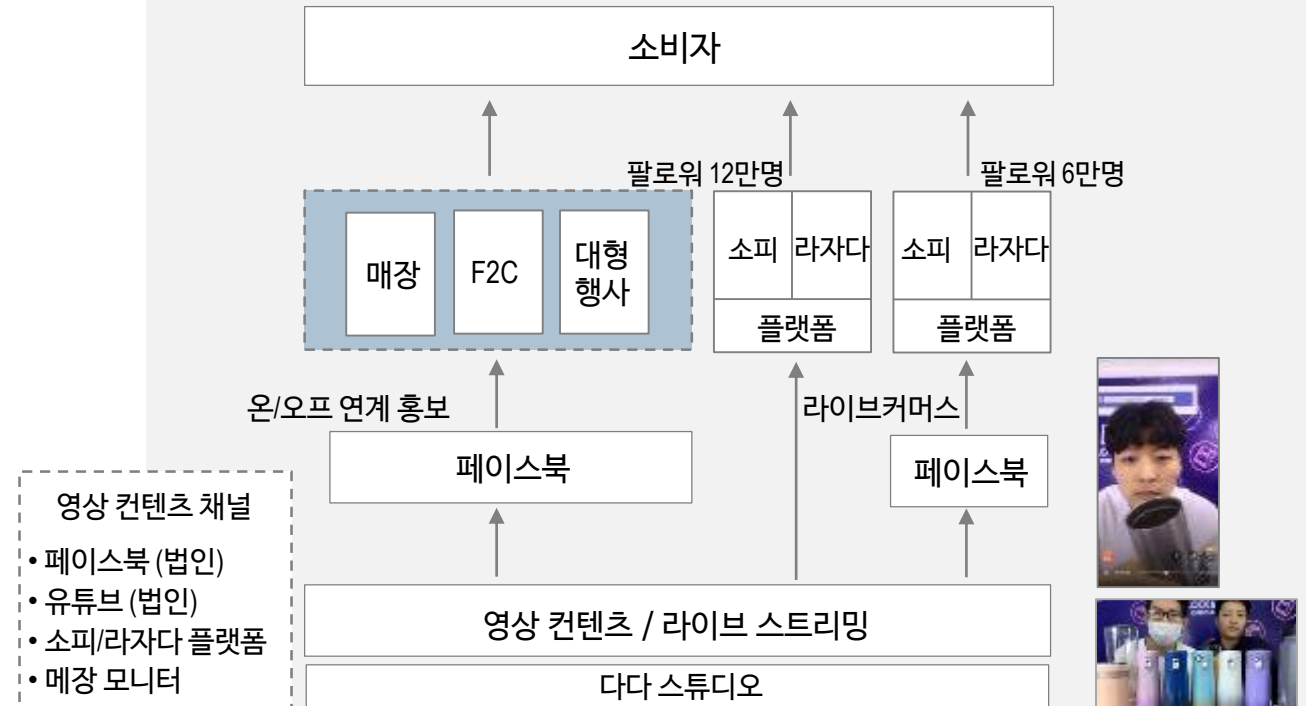 소비자
팔로워 12만명
팔로워 6만명
매장
F2C
대형
행사
소피
라자다
플랫폼
소피
라자다
플랫폼
온/오프 연계 홍보
라이브커머스
페이스북
페이스북
영상 컨텐츠 채널
• 페이스북 (법인)
• 유튜브 (법인)
• 소피/라자다 플랫폼
• 메장 모니터
영상 컨텐츠 / 라이브 스트리밍
다다 스튜디오